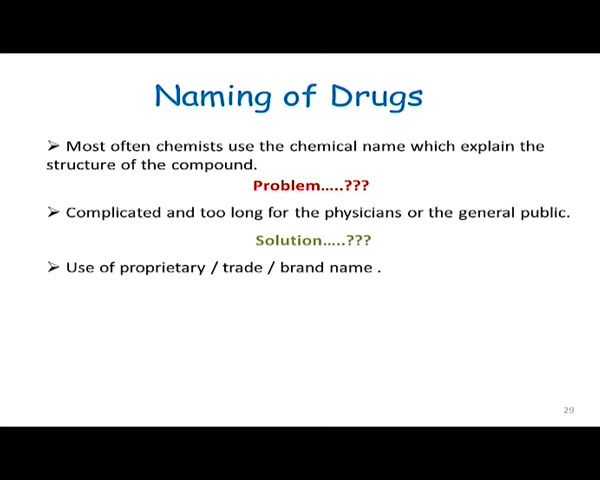 Naming of Drugs
➢ Most often chemists use the chemical name which explain the
structure of the compound.
Problem.....???
➢ Complicated and too long for the physicians or the general public.
Solution.....???
➢ Use of proprietary / trade / brand name .
29